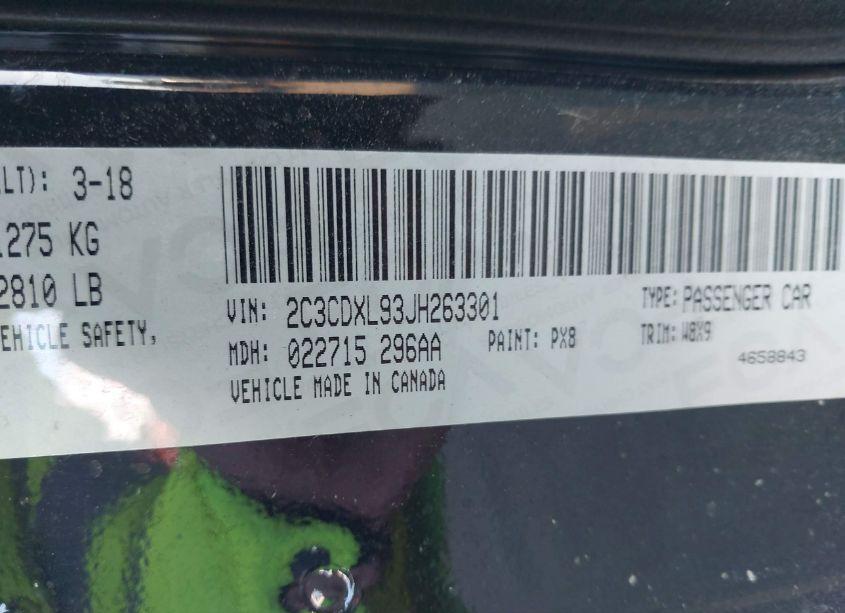 LT): 3-18
1275 KG
2810 LB
EHICLE SAFETY,
VIN: 2C3CDXL93JH263301
TYPE: PASSENGER CAR
MDH: 022715 296AA
PAINT: PX8
TRIM: W8X9
VEHICLE MADE IN CANADA
4658843